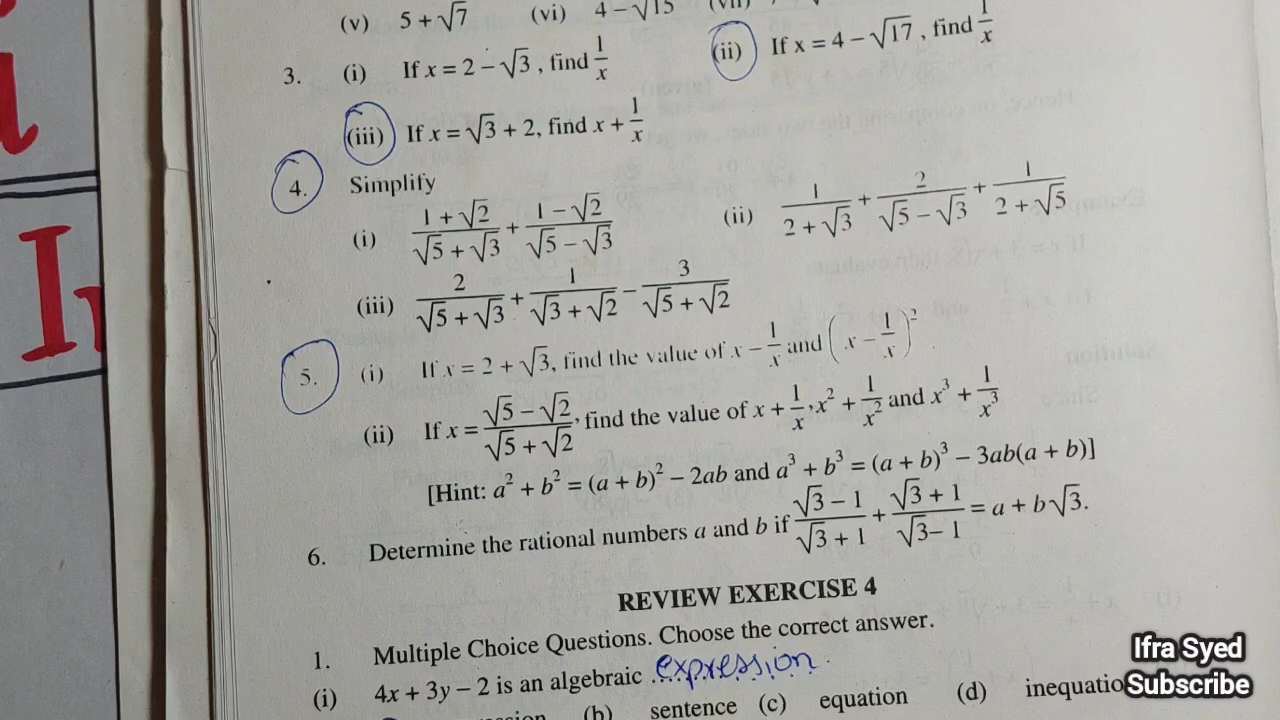 (v) 5 + √7 (vi) 4 − √15
3. (i) If x = 2 − √3 , find 1/x (ii) If x = 4 − √17 , find 1/x
(iii) If x = √3 + 2, find x + 1/x
4. Simplify
(i) (1 + √2)/(√5 + √3) + (1 − √2)/(√5 − √3) (ii) 1/(2 + √3) + 2/(√5 − √3) + 1/(2 + √5)
(iii) 2/(√5 + √3) + 1/(√3 + √2) − 3/(√5 + √2)
5. (i) If x = 2 + √3, find the value of x − 1/x and (x − 1/x)²
(ii) If x = (√5 − √2)/(√5 + √2), find the value of x + 1/x, x² + 1/x² and x³ + 1/x³
[Hint: a² + b² = (a + b)² − 2ab and a³ + b³ = (a + b)³ − 3ab(a + b)]
6. Determine the rational numbers a and b if (√3 − 1)/(√3 + 1) + (√3 + 1)/(√3 − 1) = a + b√3.
REVIEW EXERCISE 4
1. Multiple Choice Questions. Choose the correct answer.
(i) 4x + 3y − 2 is an algebraic expression.
(b) sentence (c) equation (d)
In
Ifra Syed
Subscribe